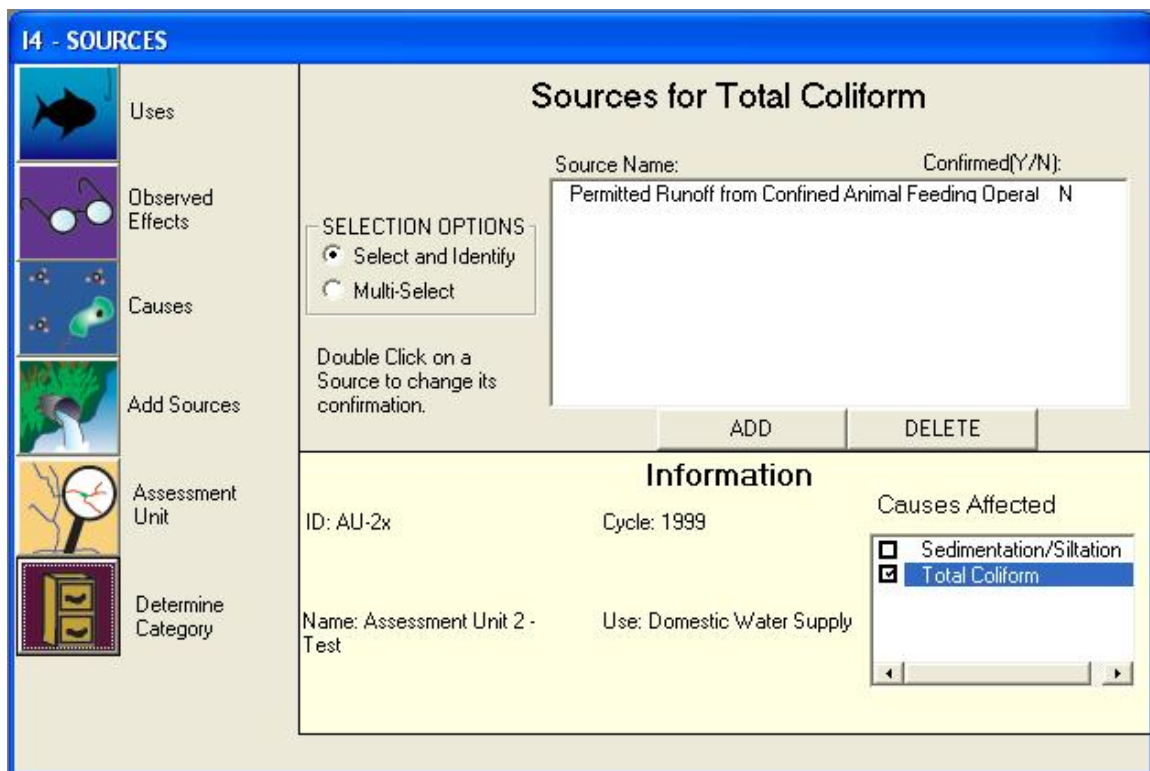 I4 - SOURCES
Uses
Observed
Effects
Causes
Add Sources
Assessment
Unit
Determine
Category
Sources for Total Coliform
Source Name: Confirmed(Y/N):
Permitted Runoff from Confined Animal Feeding Operat N
SELECTION OPTIONS
Select and Identify
Multi-Select
Double Click on a
Source to change its
confirmation.
ADD DELETE
Information
ID: AU-2x Cycle: 1999
Name: Assessment Unit 2 -
Test
Use: Domestic Water Supply
Causes Affected
Sedimentation/Siltation
Total Coliform